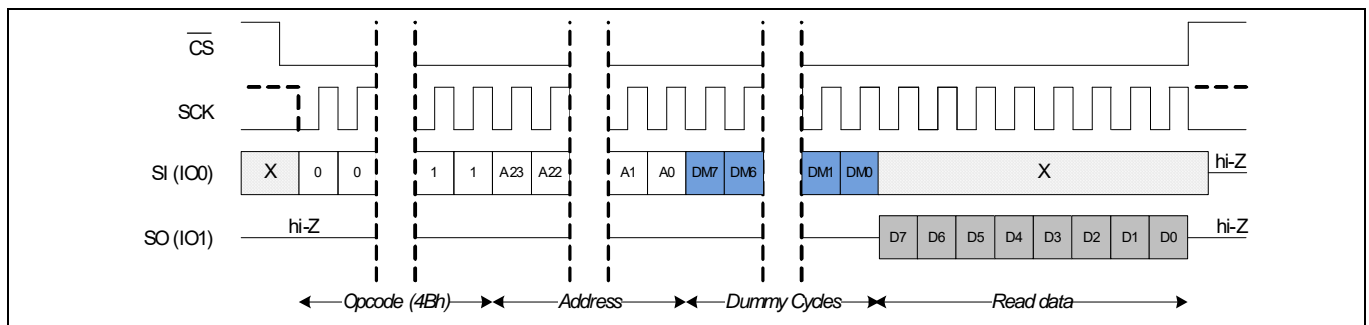 CS
SCK
SI (IO0) X 0 0 1 1 A23 A22 A1 A0 DM7 DM6 DM1 DM0 X hi-Z
SO (IO1) hi-Z D7 D6 D5 D4 D3 D2 D1 D0 hi-Z
Opcode (4Bh) Address Dummy Cycles Read data